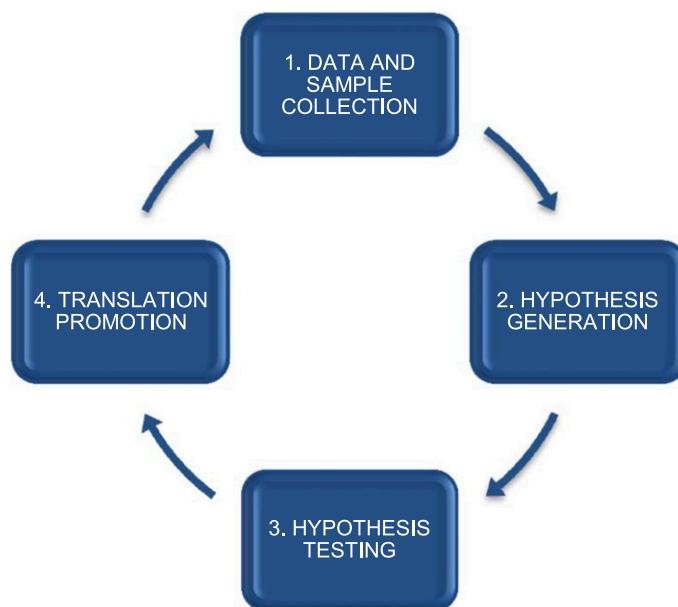 1. DATA AND
SAMPLE
COLLECTION
2. HYPOTHESIS
GENERATION
3. HYPOTHESIS
TESTING
4. TRANSLATION
PROMOTION